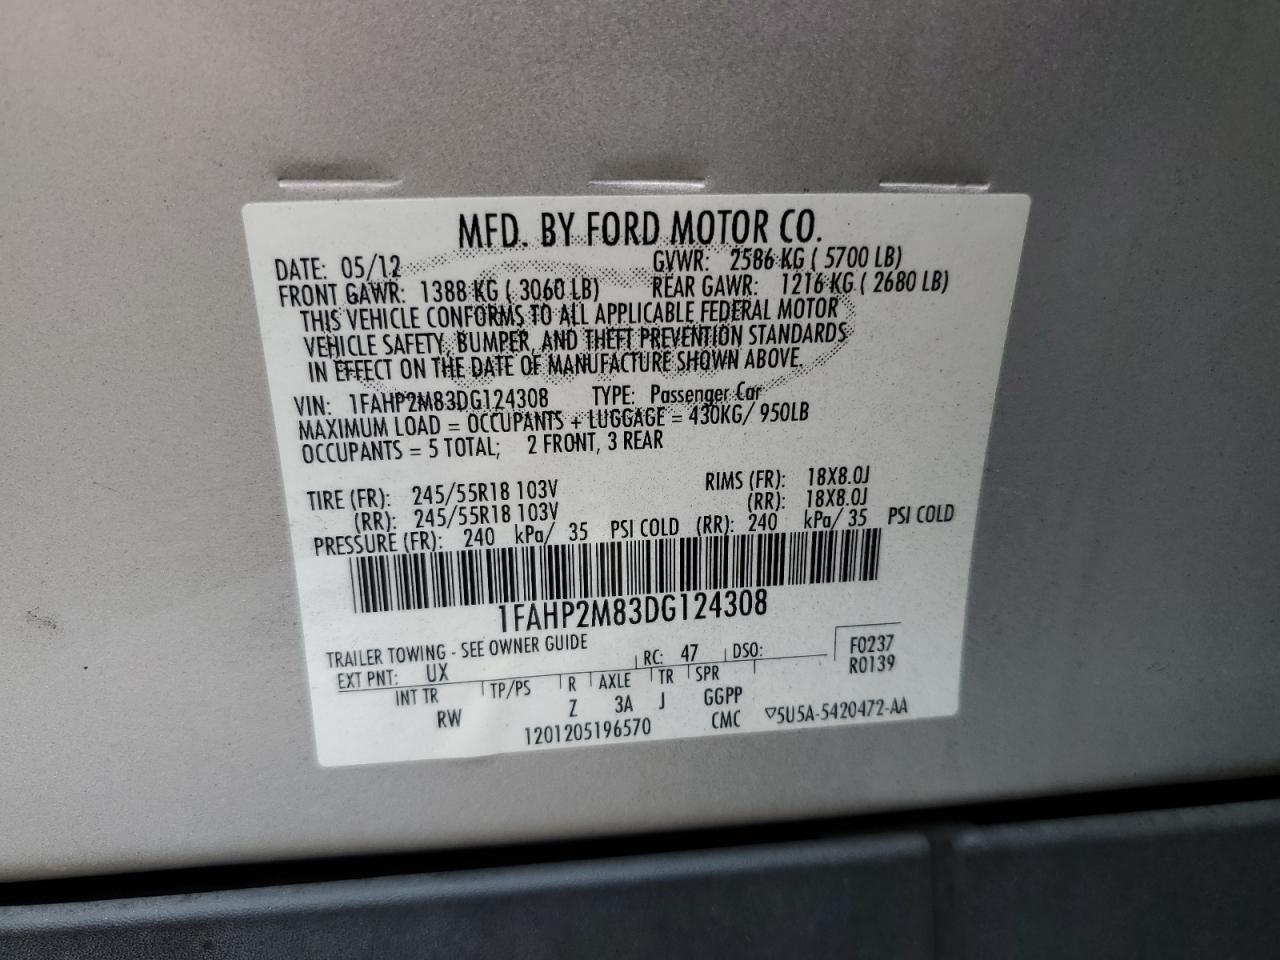 MFD. BY FORD MOTOR CO.
DATE: 05/12 GVWR: 2586 KG ( 5700 LB)
FRONT GAWR: 1388 KG ( 3060 LB) REAR GAWR: 1216 KG ( 2680 LB)
THIS VEHICLE CONFORMS TO ALL APPLICABLE FEDERAL MOTOR
VEHICLE SAFETY, BUMPER, AND THEFT PREVENTION STANDARDS
IN EFFECT ON THE DATE OF MANUFACTURE SHOWN ABOVE.
VIN: 1FAHP2M83DG124308 TYPE: Passenger Car
MAXIMUM LOAD = OCCUPANTS + LUGGAGE = 430KG/ 950LB
OCCUPANTS = 5 TOTAL; 2 FRONT, 3 REAR
TIRE (FR): 245/55R18 103V RIMS (FR): 18X8.0J
(RR): 245/55R18 103V (RR): 18X8.0J
PRESSURE (FR): 240 kPa/ 35 PSI COLD (RR): 240 kPa/ 35 PSI COLD
1FAHP2M83DG124308
TRAILER TOWING - SEE OWNER GUIDE
EXT PNT: UX RC: 47 DSO: F0237
R0139
INT TR TP/PS R AXLE TR SPR
RW Z 3A J GGPP
1201205196570 CMC ▽5U5A-5420472-AA